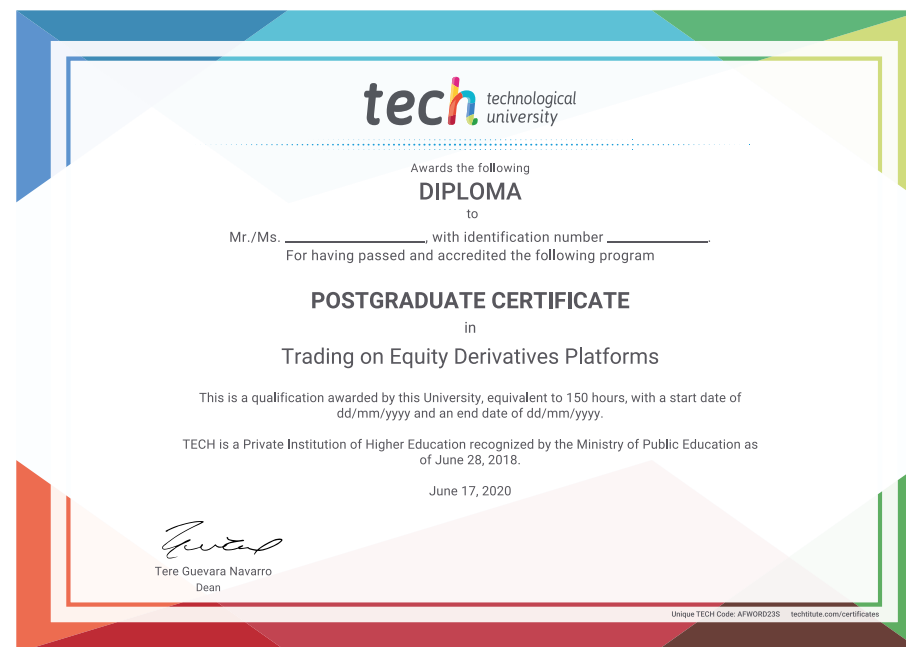 tech technological
university
Awards the following
DIPLOMA
to
Mr./Ms. ____________________, with identification number ______________.
For having passed and accredited the following program
POSTGRADUATE CERTIFICATE
in
Trading on Equity Derivatives Platforms
This is a qualification awarded by this University, equivalent to 150 hours, with a start date of
dd/mm/yyyy and an end date of dd/mm/yyyy.
TECH is a Private Institution of Higher Education recognized by the Ministry of Public Education as
of June 28, 2018.
June 17, 2020
Tere Guevara Navarro
Dean
Unique TECH Code: AFWORD23S techtitute.com/certificates